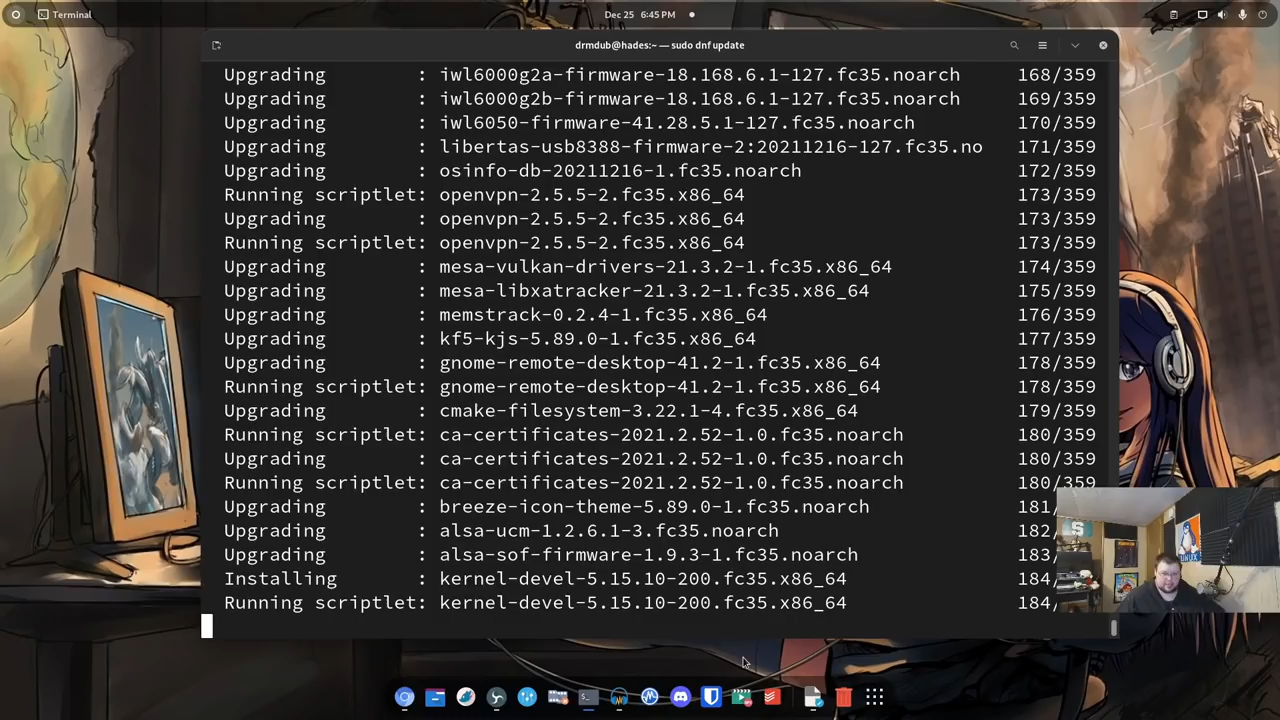 Terminal
Dec 25 6:45 PM
drmdub@hades:~ — sudo dnf update
Upgrading : iwl6000g2a-firmware-18.168.6.1-127.fc35.noarch 168/359
Upgrading : iwl6000g2b-firmware-18.168.6.1-127.fc35.noarch 169/359
Upgrading : iwl6050-firmware-41.28.5.1-127.fc35.noarch 170/359
Upgrading : libertas-usb8388-firmware-2:20211216-127.fc35.no 171/359
Upgrading : osinfo-db-20211216-1.fc35.noarch 172/359
Running scriptlet: openvpn-2.5.5-2.fc35.x86_64 173/359
Upgrading : openvpn-2.5.5-2.fc35.x86_64 173/359
Running scriptlet: openvpn-2.5.5-2.fc35.x86_64 173/359
Upgrading : mesa-vulkan-drivers-21.3.2-1.fc35.x86_64 174/359
Upgrading : mesa-libxatracker-21.3.2-1.fc35.x86_64 175/359
Upgrading : memstrack-0.2.4-1.fc35.x86_64 176/359
Upgrading : kf5-kjs-5.89.0-1.fc35.x86_64 177/359
Upgrading : gnome-remote-desktop-41.2-1.fc35.x86_64 178/359
Running scriptlet: gnome-remote-desktop-41.2-1.fc35.x86_64 178/359
Upgrading : cmake-filesystem-3.22.1-4.fc35.x86_64 179/359
Running scriptlet: ca-certificates-2021.2.52-1.0.fc35.noarch 180/359
Upgrading : ca-certificates-2021.2.52-1.0.fc35.noarch 180/359
Running scriptlet: ca-certificates-2021.2.52-1.0.fc35.noarch 180/359
Upgrading : breeze-icon-theme-5.89.0-1.fc35.noarch 181/
Upgrading : alsa-ucm-1.2.6.1-3.fc35.noarch 182/
Upgrading : alsa-sof-firmware-1.9.3-1.fc35.noarch 183/
Installing : kernel-devel-5.15.10-200.fc35.x86_64 184/
Running scriptlet: kernel-devel-5.15.10-200.fc35.x86_64 184/
LINUX